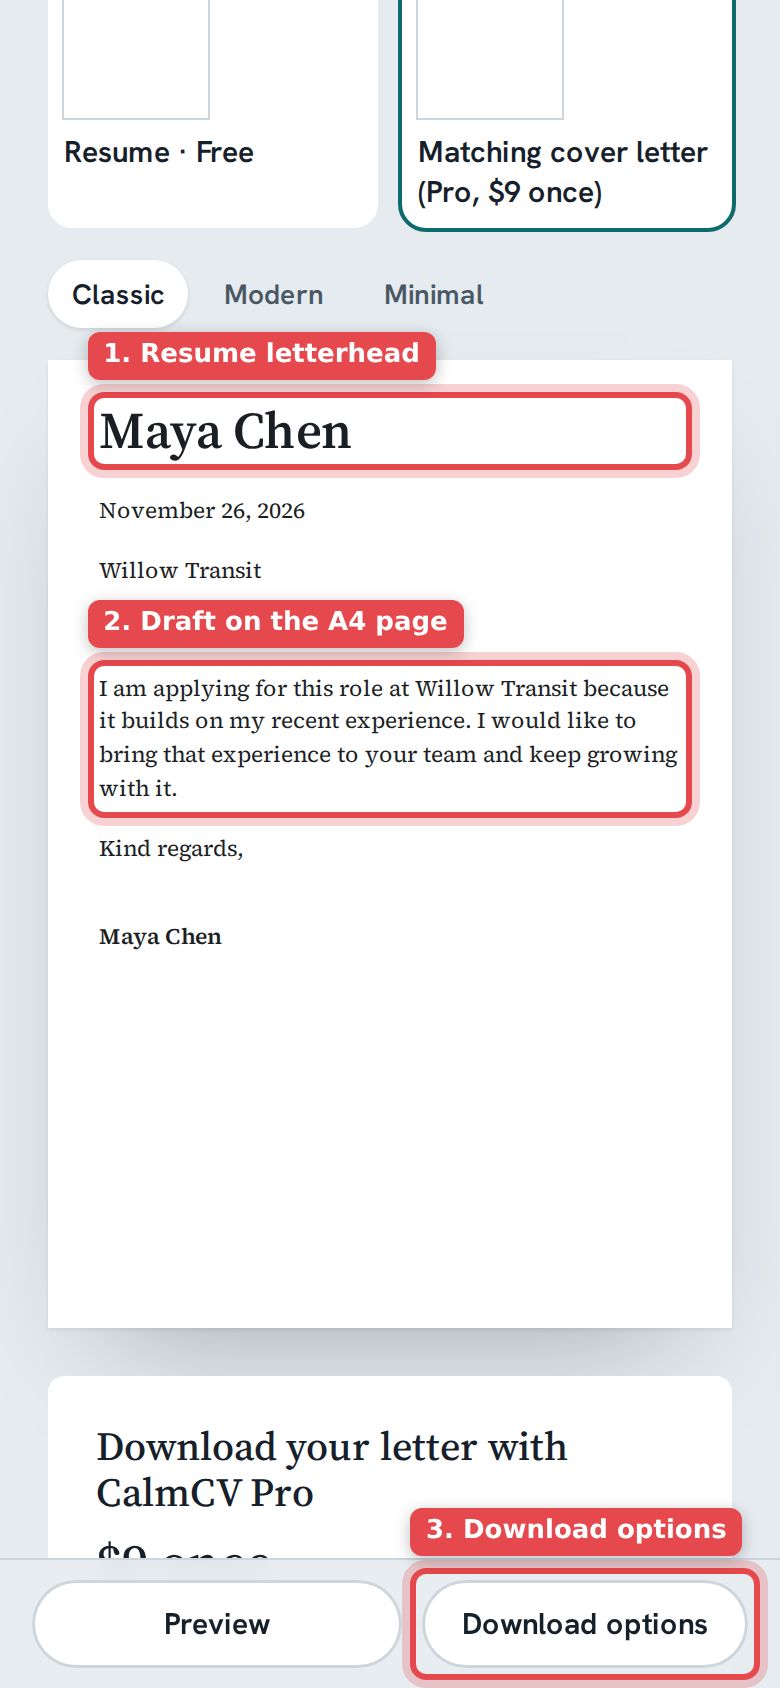 Resume · Free
Matching cover letter
(Pro, $9 once)
Classic
Modern
Minimal
1. Resume letterhead
Maya Chen
November 26, 2026
Willow Transit
2. Draft on the A4 page
I am applying for this role at Willow Transit because
it builds on my recent experience. I would like to
bring that experience to your team and keep growing
with it.
Kind regards,
Maya Chen
Download your letter with
CalmCV Pro
$9 once
3. Download options
Preview
Download options